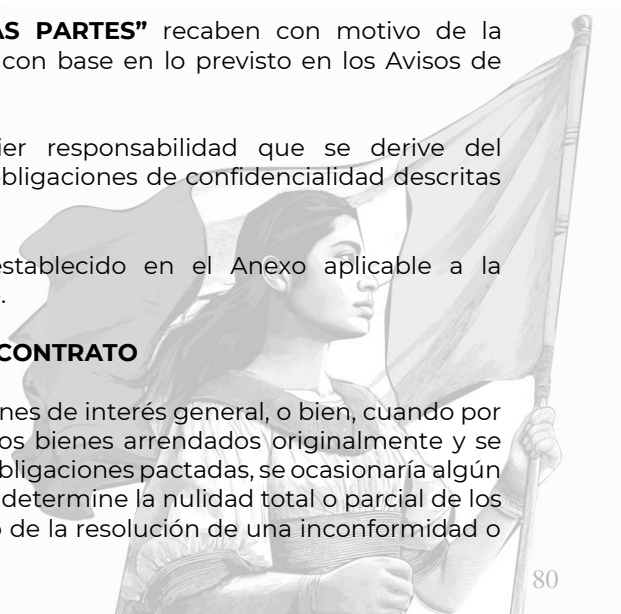 AS PARTES” recaben con motivo de la
con base en lo previsto en los Avisos de
ier responsabilidad que se derive del
obligaciones de confidencialidad descritas
establecido en el Anexo aplicable a la
CONTRATO
nes de interés general, o bien, cuando por
os bienes arrendados originalmente y se
bligaciones pactadas, se ocasionaría algún
determine la nulidad total o parcial de los
o de la resolución de una inconformidad o
80